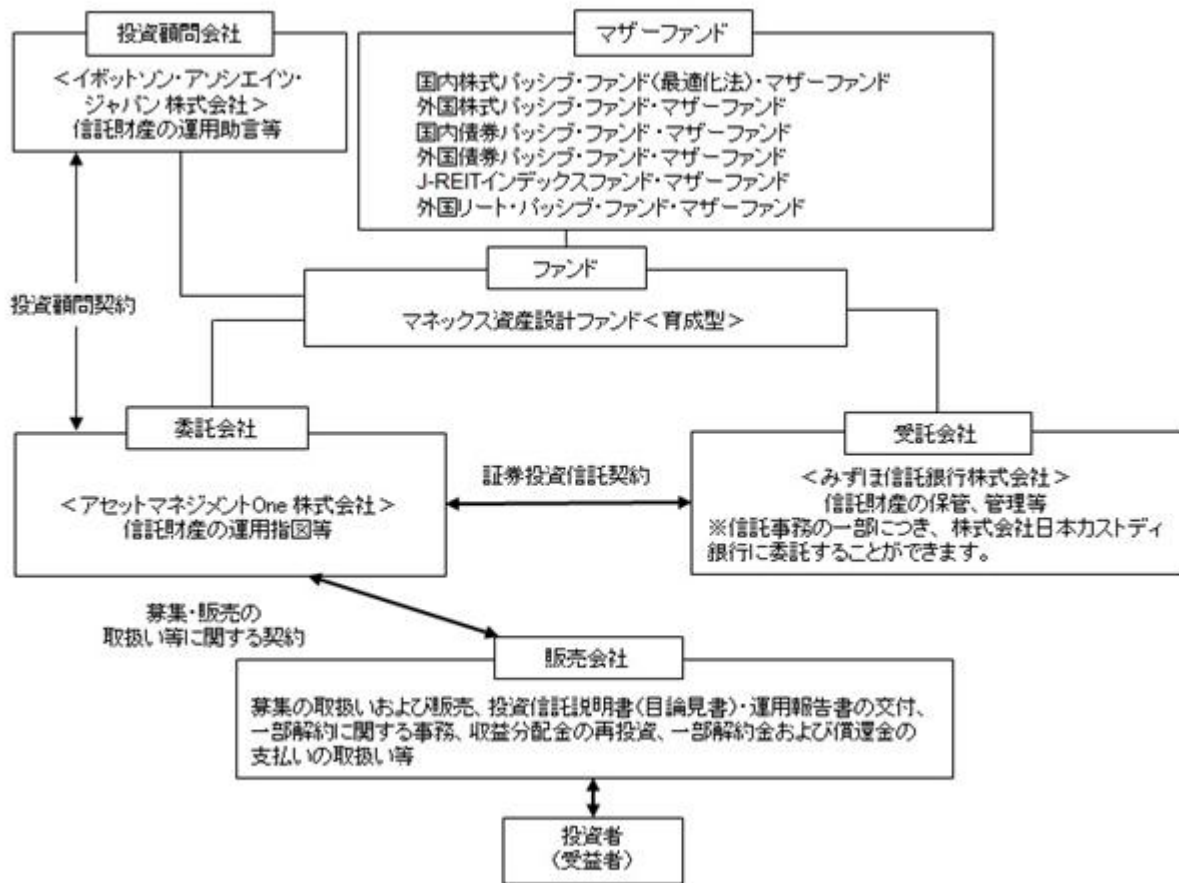 投資顧問会社
<イボットソン・アソシエイツ・
ジャパン 株式会社>
信託財産の運用助言等
マザーファンド
国内株式パッシブ・ファンド(最適化法)・マザーファンド
外国株式パッシブ・ファンド・マザーファンド
国内債券パッシブ・ファンド・マザーファンド
外国債券パッシブ・ファンド・マザーファンド
J-REITインデックスファンド・マザーファンド
外国リート・パッシブ・ファンド・マザーファンド
ファンド
マネックス資産設計ファンド<育成型>
投資顧問契約
委託会社
<アセットマネジメントOne 株式会社>
信託財産の運用指図等
証券投資信託契約
受託会社
<みずほ信託銀行株式会社>
信託財産の保管、管理等
※信託事務の一部につき、株式会社日本カストディ
銀行に委託することができます。
募集・販売の
取扱い等に関する契約
販売会社
募集の取扱いおよび販売、投資信託説明書(目論見書)・運用報告書の交付、
一部解約に関する事務、収益分配金の再投資、一部解約金および償還金の
支払いの取扱い等
投資者
(受益者)